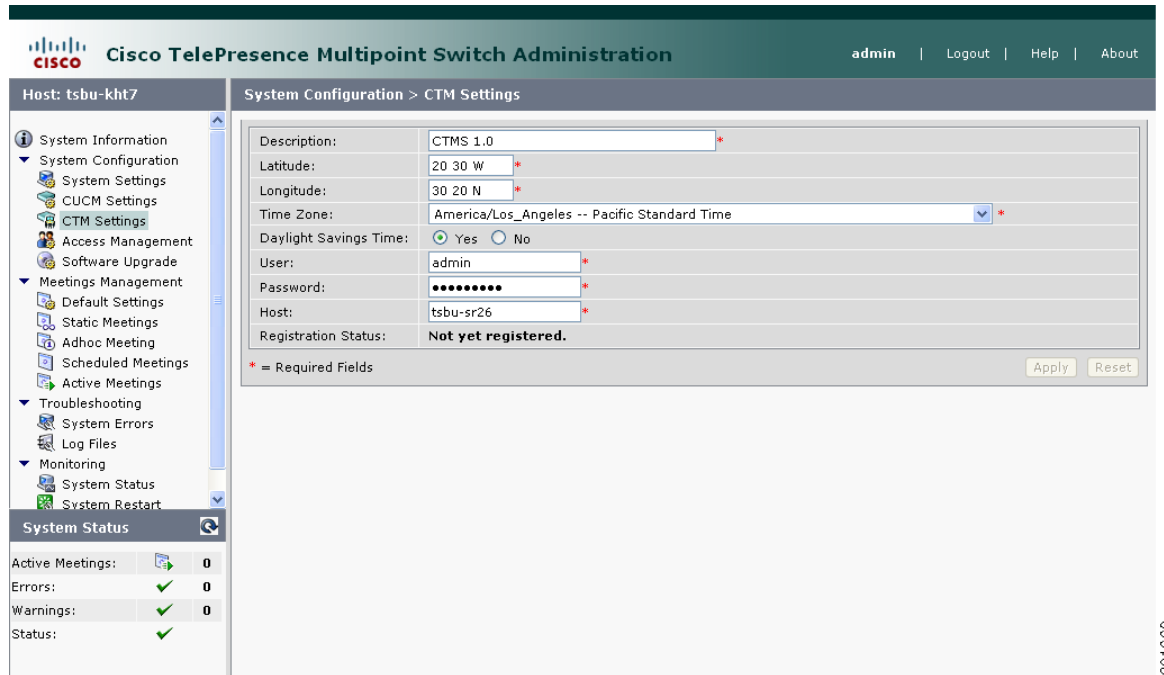 CISCO
Cisco TelePresence Multipoint Switch Administration
admin | Logout | Help | About
Host: tsbu-kht7
System Information
System Configuration
System Settings
CUCM Settings
CTM Settings
Access Management
Software Upgrade
Meetings Management
Default Settings
Static Meetings
Adhoc Meeting
Scheduled Meetings
Active Meetings
Troubleshooting
System Errors
Log Files
Monitoring
System Status
System Restart
System Status
Active Meetings: 0
Errors: 0
Warnings: 0
Status:
System Configuration > CTM Settings
Description: CTMS 1.0 *
Latitude: 20 30 W *
Longitude: 30 20 N *
Time Zone: America/Los_Angeles -- Pacific Standard Time *
Daylight Savings Time: Yes No
User: admin *
Password: ••••••••• *
Host: tsbu-sr26 *
Registration Status: Not yet registered.
* = Required Fields
Apply Reset